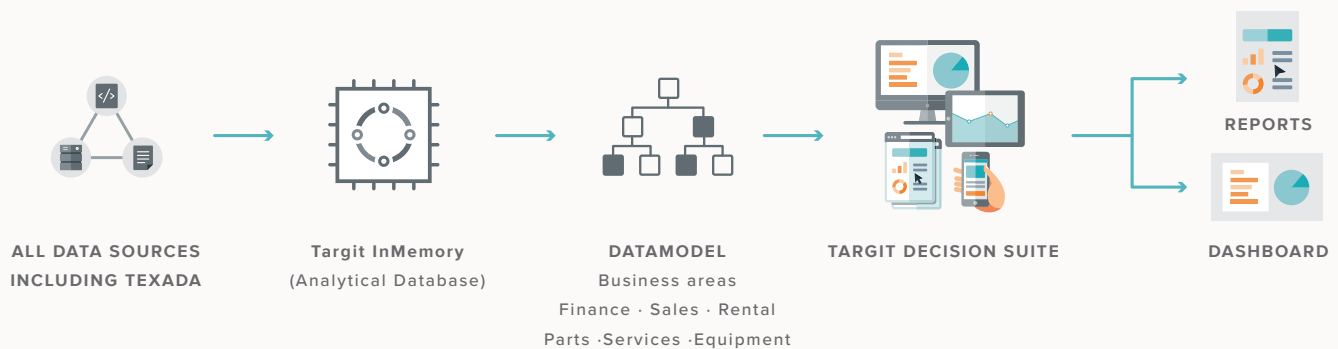 ALL DATA SOURCES
INCLUDING TEXADA
</>
Targit InMemory
(Analytical Database)
DATAMODEL
Business areas
Finance · Sales · Rental
Parts ·Services ·Equipment
TARGIT DECISION SUITE
REPORTS
DASHBOARD